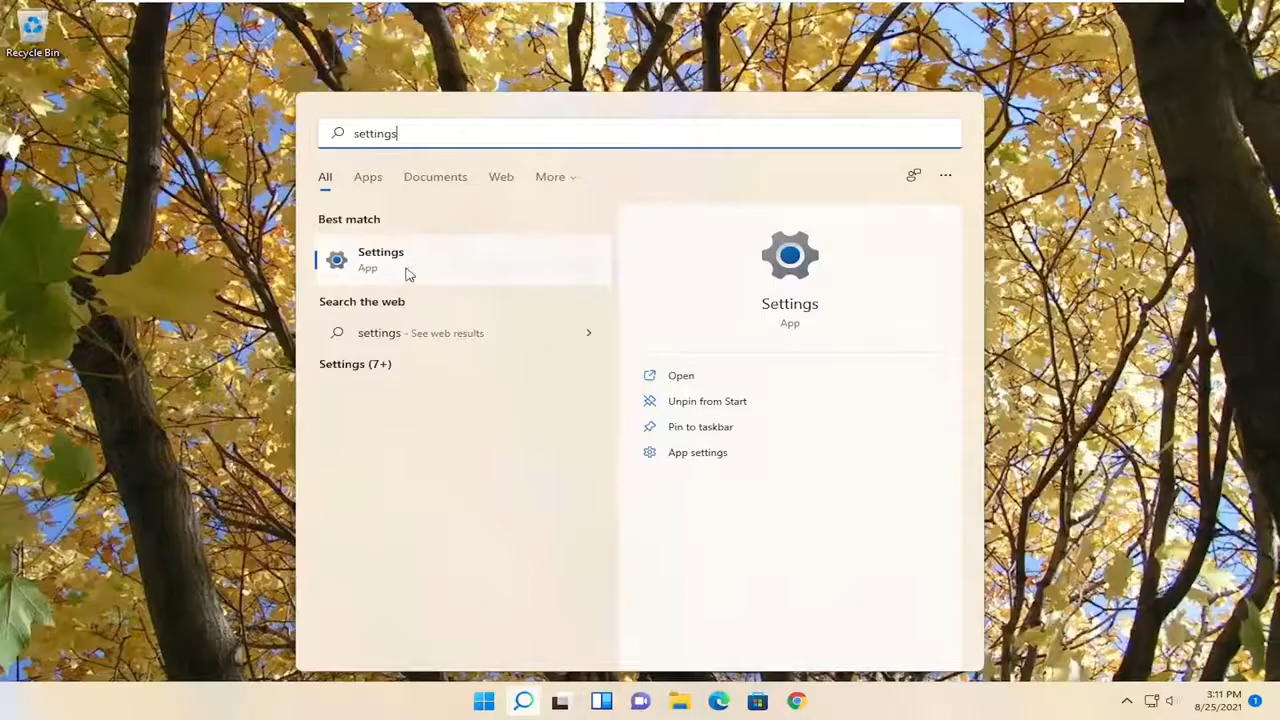 Recycle Bin
settings
All Apps Documents Web More
Best match
Settings
App
Search the web
settings - See web results
Settings (7+)
Settings
App
Open
Unpin from Start
Pin to taskbar
App settings
3:11 PM
8/25/2021
1